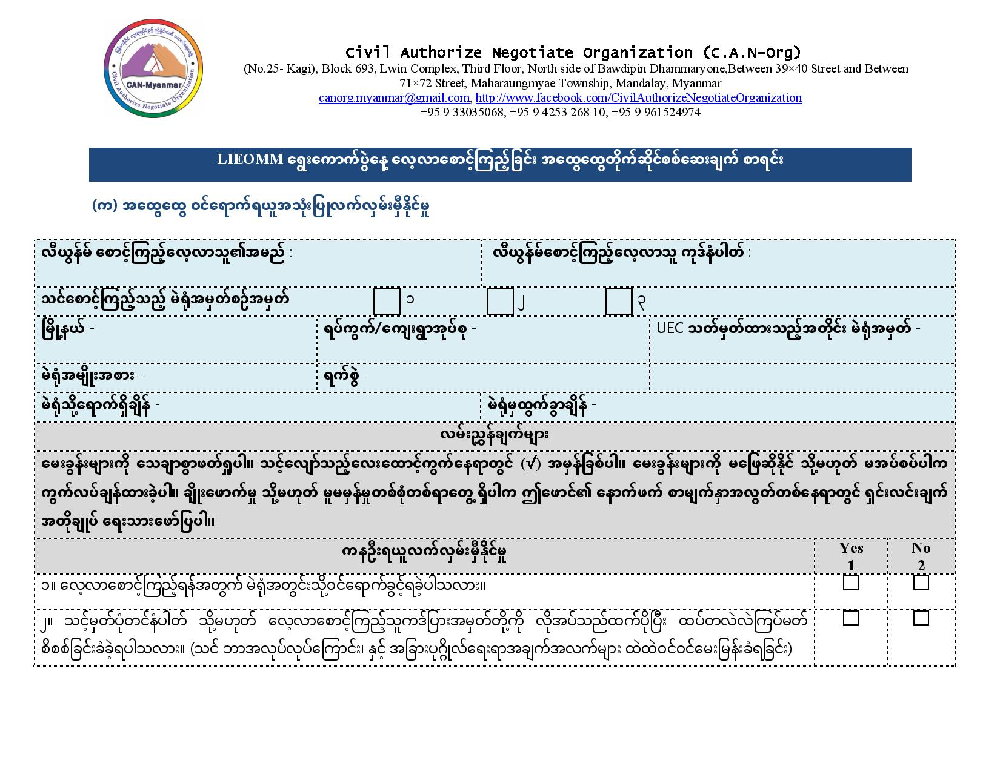 မြန်မာနိုင်ငံ လူထုရပိုင်ခွင့် ညှိနှိုင်းဖော်ဆောင်ရေးအဖွဲ့
CAN-Myanmar
Civil Authorize Negotiate Organization
Civil Authorize Negotiate Organization (C.A.N-Org)
(No.25- Kagi), Block 693, Lwin Complex, Third Floor, North side of Bawdipin Dhammaryone,Between 39×40 Street and Between
71×72 Street, Maharaungmyae Township, Mandalay, Myanmar
canorg.myanmar@gmail.com, http://www.facebook.com/CivilAuthorizeNegotiateOrganization
+95 9 33035068, +95 9 4253 268 10, +95 9 961524974
LIEOMM ရွေးကောက်ပွဲနေ့ လေ့လာစောင့်ကြည့်ခြင်း အထွေထွေတိုက်ဆိုင်စစ်ဆေးချက် စာရင်း
(က) အထွေထွေ ဝင်ရောက်ရယူအသုံးပြုလက်လှမ်းမှီနိုင်မှု
လီယွန်မ် စောင့်ကြည့်လေ့လာသူ၏အမည် :
လီယွန်မ်စောင့်ကြည့်လေ့လာသူ ကုဒ်နံပါတ် :
သင်စောင့်ကြည့်သည့် မဲရုံအမှတ်စဉ်အမှတ် ၁ ၂ ၃
မြို့နယ် -
ရပ်ကွက်/ကျေးရွာအုပ်စု -
UEC သတ်မှတ်ထားသည့်အတိုင်း မဲရုံအမှတ် -
မဲရုံအမျိုးအစား -
ရက်စွဲ -
မဲရုံသို့ရောက်ရှိချိန် -
မဲရုံမှထွက်ခွာချိန် -
လမ်းညွှန်ချက်များ
မေးခွန်းများကို သေချာစွာဖတ်ရှုပါ။ သင့်လျော်သည့်လေးထောင့်ကွက်နေရာတွင် (√) အမှန်ခြစ်ပါ။ မေးခွန်းများကို မဖြေဆိုနိုင် သို့မဟုတ် မအပ်စပ်ပါက
ကွက်လပ်ချန်ထားခဲ့ပါ။ ချိုးဖောက်မှု သို့မဟုတ် မူမမှန်မှုတစ်စုံတစ်ရာတွေ့ ရှိပါက ဤဖောင်၏ နောက်ဖက် စာမျက်နှာအလွတ်တစ်နေရာတွင် ရှင်းလင်းချက်
အတိုချုပ် ရေးသားဖော်ပြပါ။
ကနဦးရယူလက်လှမ်းမှီနိုင်မှု
Yes
1
No
2
၁။ လေ့လာစောင့်ကြည့်ရန်အတွက် မဲရုံအတွင်းသို့ဝင်ရောက်ခွင့်ရခဲ့ပါသလား။
၂။ သင့်မှတ်ပုံတင်နံပါတ် သို့မဟုတ် လေ့လာစောင့်ကြည့်သူကဒ်ပြားအမှတ်တို့ကို လိုအပ်သည်ထက်ပိုပြီး ထပ်တလဲလဲကြပ်မတ်
စိစစ်ခြင်းခံခဲ့ရပါသလား။ (သင် ဘာအလုပ်လုပ်ကြောင်း၊ နှင့် အခြားပုဂ္ဂိုလ်ရေးရာအချက်အလက်များ ထဲထဲဝင်ဝင်မေးမြန်းခံရခြင်း)